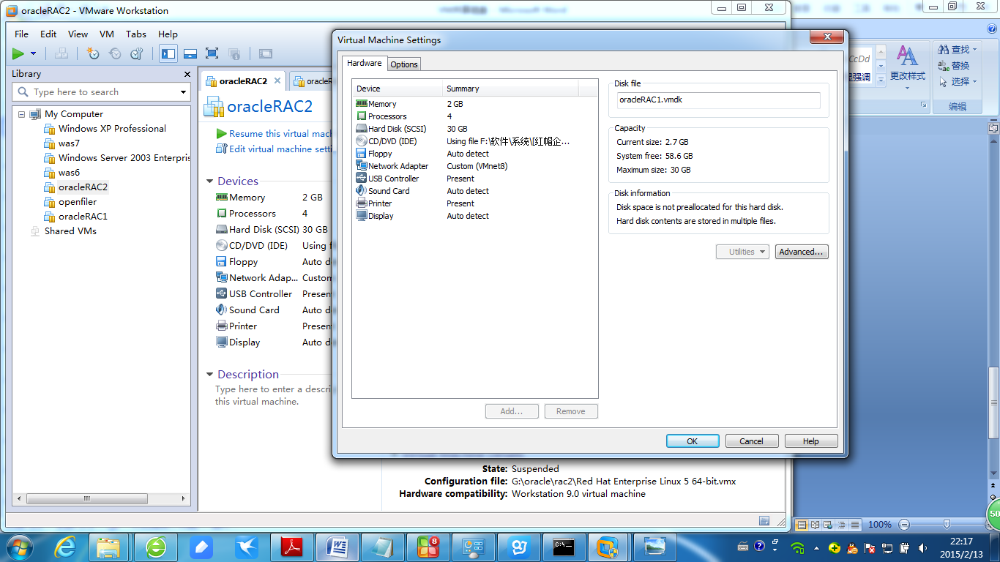 oracleRAC2 - VMware Workstation
File Edit View VM Tabs Help
Library
Type here to search
My Computer
Windows XP Professional
was7
Windows Server 2003 Enterpris
was6
oracleRAC2
openfiler
oracleRAC1
Shared VMs
oracleRAC2
oracleR
oracleRAC2
Resume this virtual mach
Edit virtual machine setti
Devices
Memory 2 GB
Processors 4
Hard Disk (SCSI) 30 GB
CD/DVD (IDE) Using f
Floppy Auto de
Network Adap... Custom
USB Controller Present
Sound Card Auto de
Printer Present
Display Auto de
Description
Type here to enter a descri
this virtual machine.
State: Suspended
Configuration file: G:\oracle\rac2\Red Hat Enterprise Linux 5 64-bit.vmx
Hardware compatibility: Workstation 9.0 virtual machine
Virtual Machine Settings
Hardware Options
Device Summary
Memory 2 GB
Processors 4
Hard Disk (SCSI) 30 GB
CD/DVD (IDE) Using file F:\软件\系统\[红帽企...
Floppy Auto detect
Network Adapter Custom (VMnet8)
USB Controller Present
Sound Card Auto detect
Printer Present
Display Auto detect
Add... Remove
Disk file
oracleRAC1.vmdk
Capacity
Current size: 2.7 GB
System free: 58.6 GB
Maximum size: 30 GB
Disk information
Disk space is not preallocated for this hard disk.
Hard disk contents are stored in multiple files.
Utilities Advanced...
OK Cancel Help
CcDd
强调
更改样式
查找
替换
选择
编辑
100%
50
8
22:17
2015/2/13